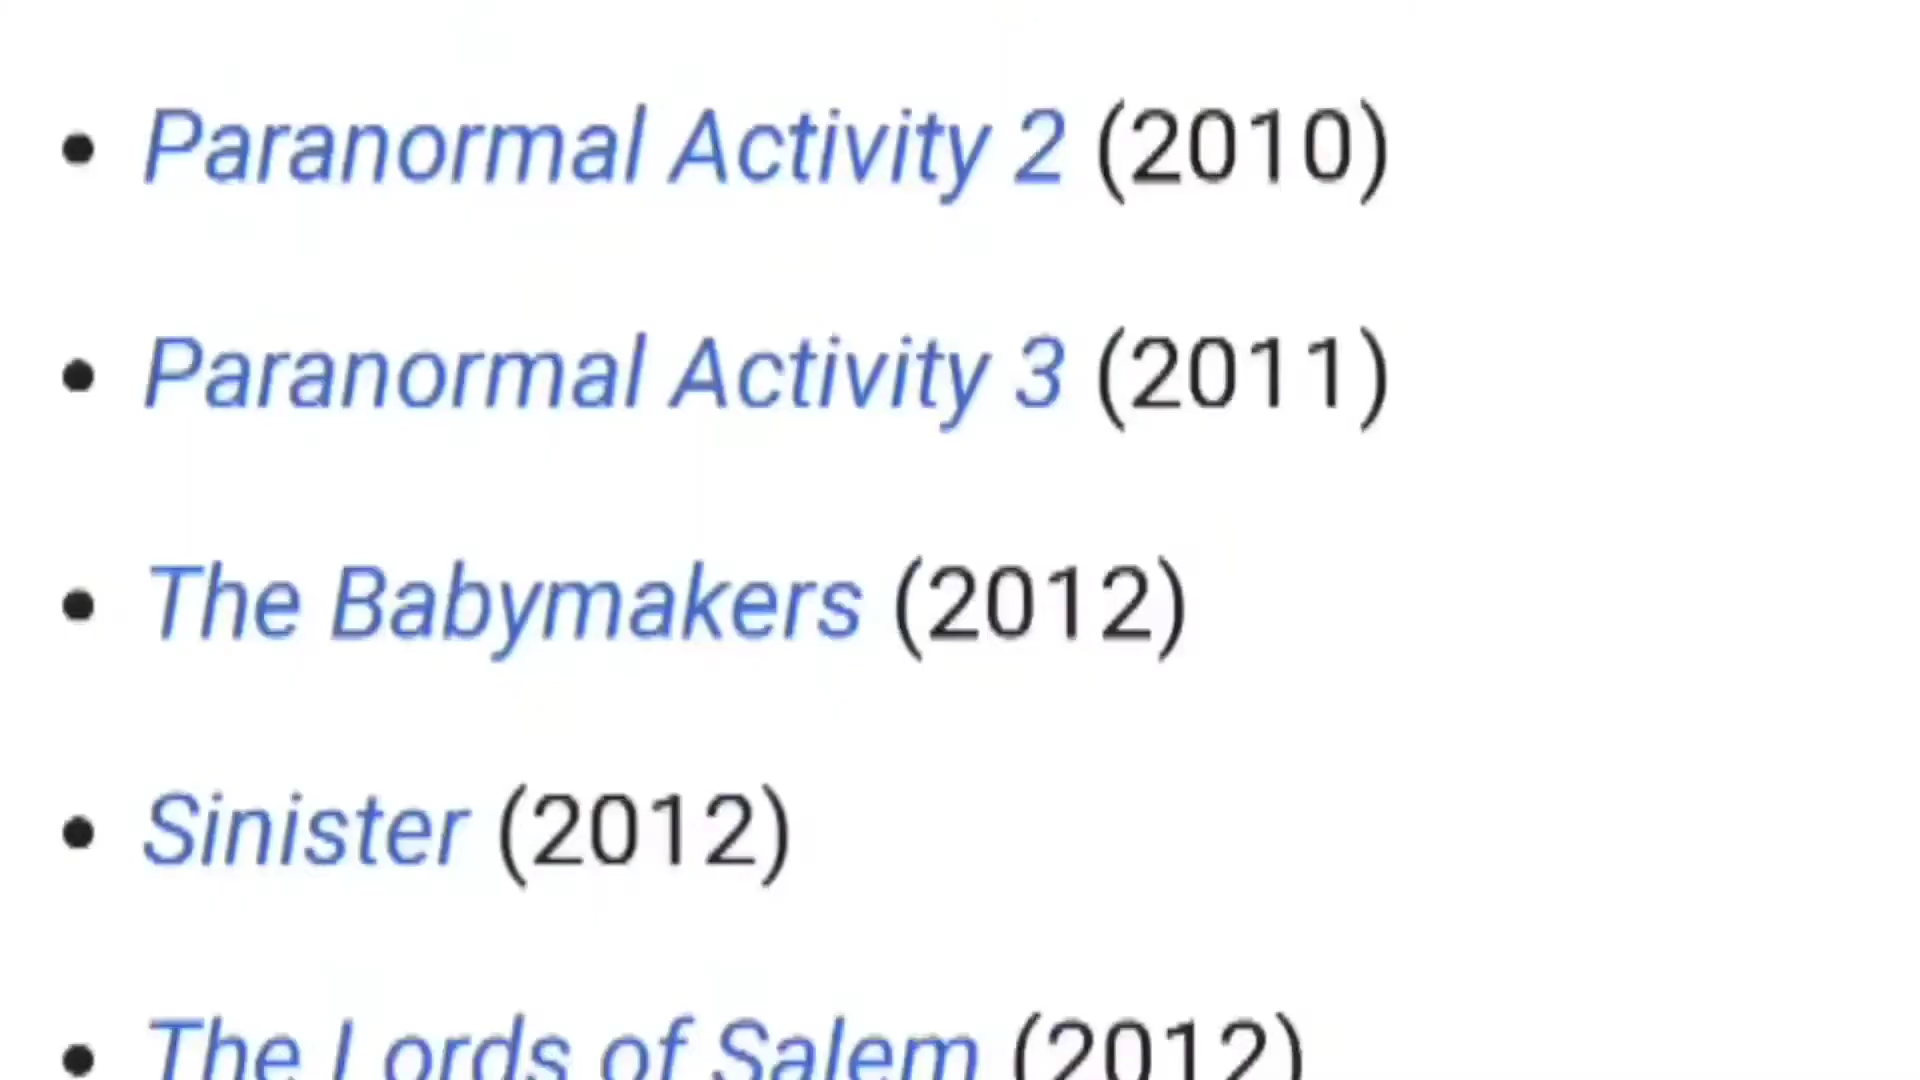 • Paranormal Activity 2 (2010)
• Paranormal Activity 3 (2011)
• The Babymakers (2012)
• Sinister (2012)
• The Lords of Salem (2012)